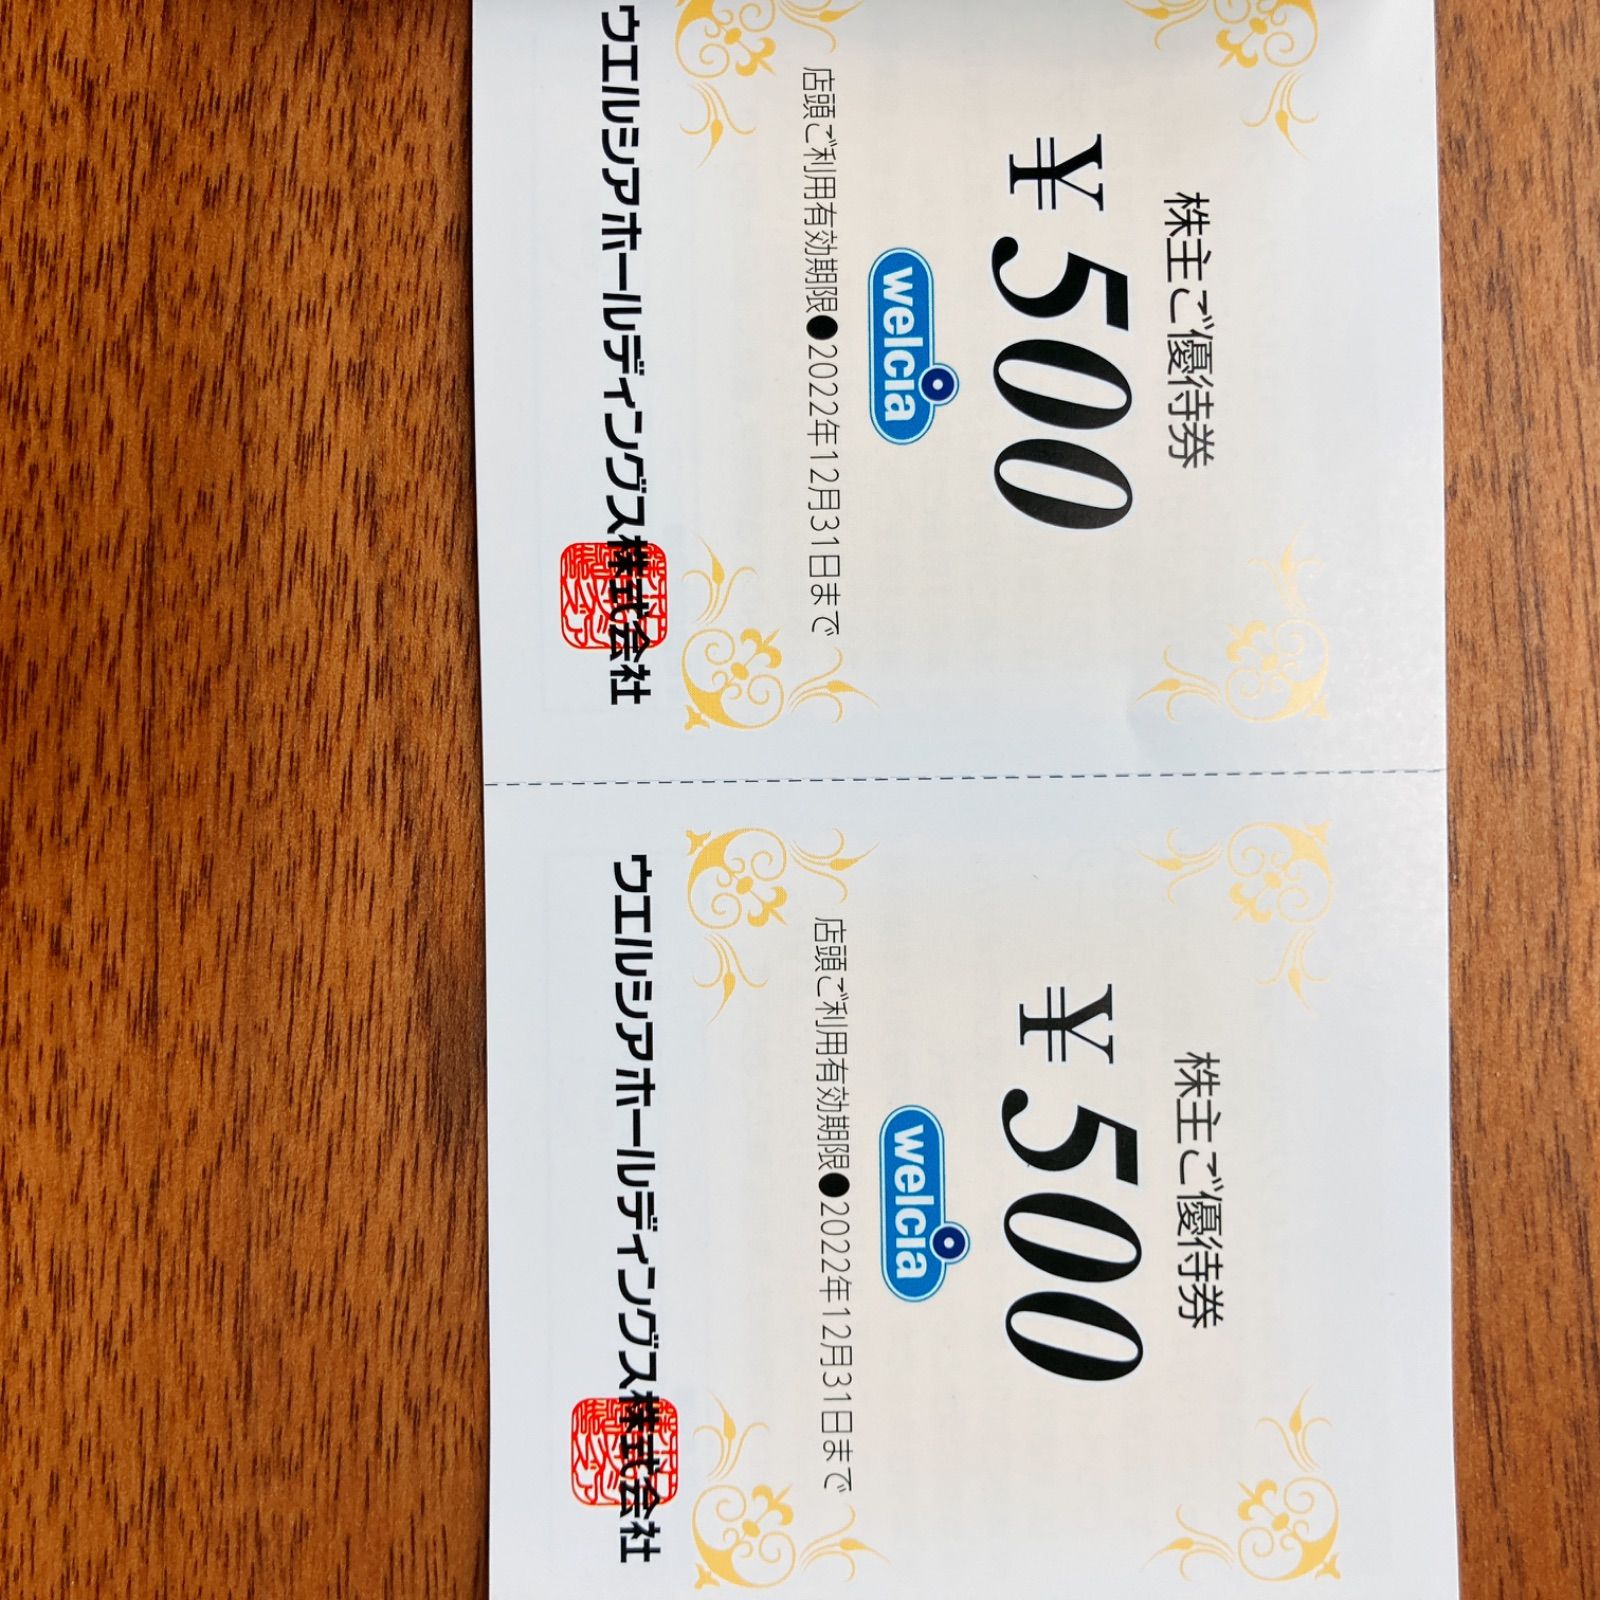 株主ご優待券
¥500
welcia
店頭ご利用有効期限●2022年12月31日まで
ウエルシアホールディングス株式会社
株主ご優待券
¥500
welcia
店頭ご利用有効期限●2022年12月31日まで
ウエルシアホールディングス株式会社